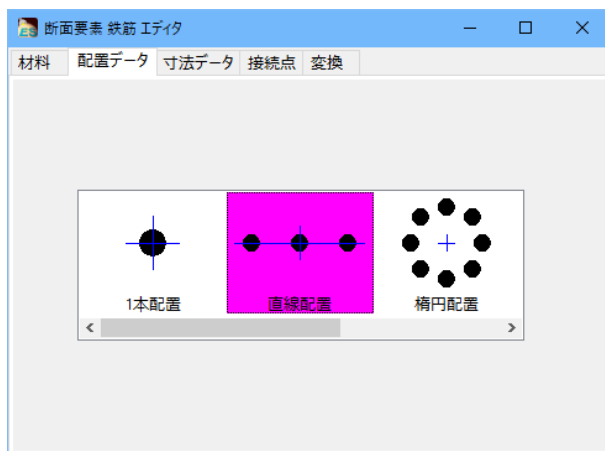 断面要素 鉄筋 エディタ
材料 配置データ 寸法データ 接続点 変換
1本配置 直線配置 楕円配置